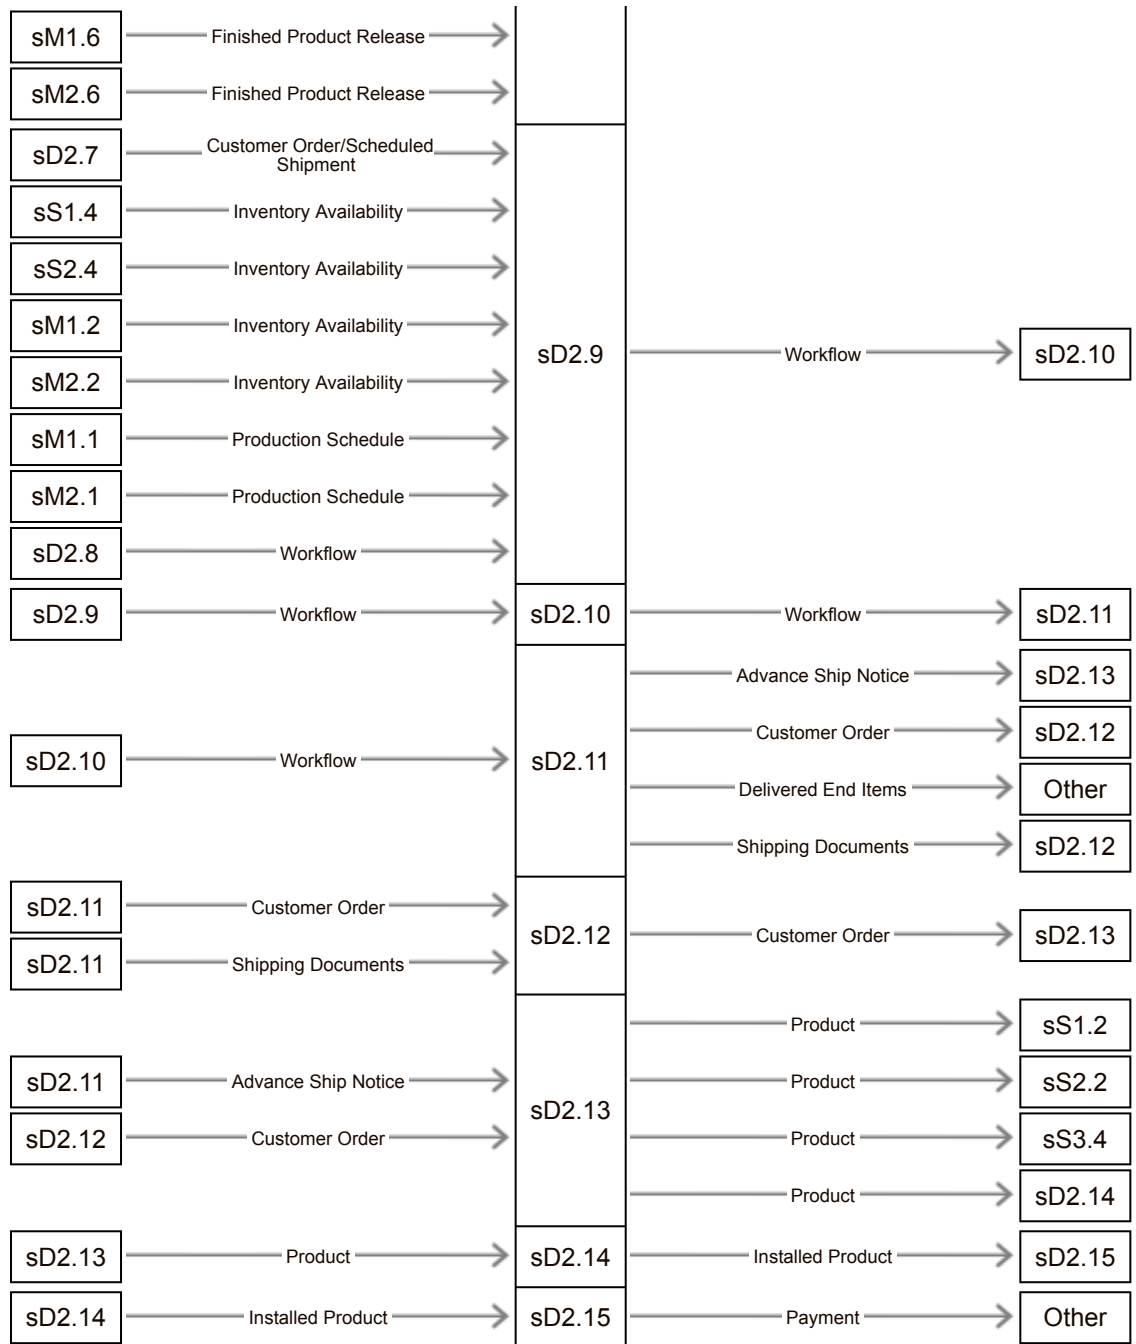 sM1.6 Finished Product Release
sM2.6 Finished Product Release
sD2.7 Customer Order/Scheduled
Shipment
sS1.4 Inventory Availability
sS2.4 Inventory Availability
sM1.2 Inventory Availability
sD2.9 Workflow sD2.10
sM2.2 Inventory Availability
sM1.1 Production Schedule
sM2.1 Production Schedule
sD2.8 Workflow
sD2.9 Workflow sD2.10 Workflow sD2.11
Advance Ship Notice sD2.13
Customer Order sD2.12
sD2.10 Workflow sD2.11
Delivered End Items Other
Shipping Documents sD2.12
sD2.11 Customer Order
sD2.12 Customer Order sD2.13
sD2.11 Shipping Documents
Product sS1.2
sD2.11 Advance Ship Notice
Product sS2.2
sD2.13
sD2.12 Customer Order
Product sS3.4
Product sD2.14
sD2.13 Product sD2.14 Installed Product sD2.15
sD2.14 Installed Product sD2.15 Payment Other